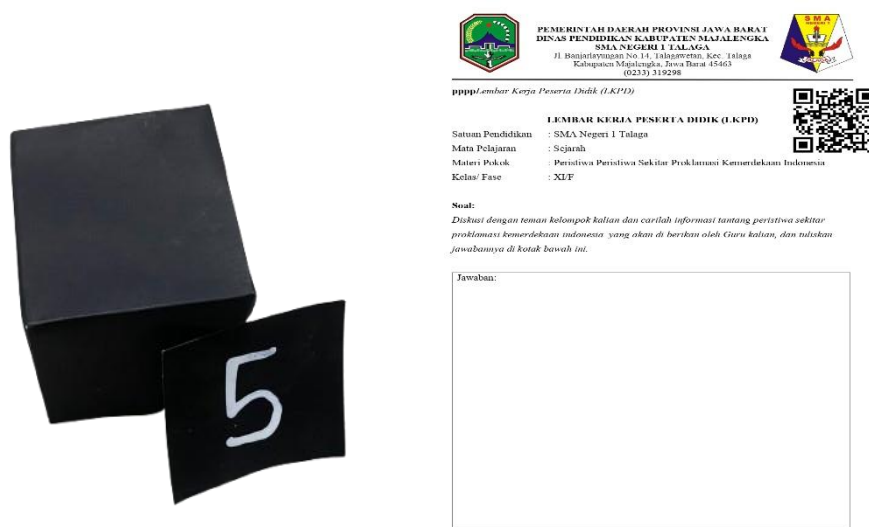 5
PEMERINTAH DAERAH PROVINSI JAWA BARAT
DINAS PENDIDIKAN KABUPATEN MAJALENGKA
SMA NEGERI 1 TALAGA
Jl. Banjarlayungan No.14, Talagawetan, Kec. Talaga
Kabupaten Majalengka, Jawa Barat 45463
(0233) 319298
SMA
ppppLembar Kerja Peserta Didik (LKPD)
LEMBAR KERJA PESERTA DIDIK (LKPD)
Satuan Pendidikan : SMA Negeri 1 Talaga
Mata Pelajaran : Sejarah
Materi Pokok : Peristiwa Peristiwa Sekitar Proklamasi Kemerdekaan Indonesia
Kelas/ Fase : XI/F
Soal:
Diskusi dengan teman kelompok kalian dan carilah informasi tantang peristiwa sekitar
proklamasi kemerdekaan indonesia yang akan di berikan oleh Guru kalian, dan tuliskan
jawabannya di kotak bawah ini.
Jawaban: